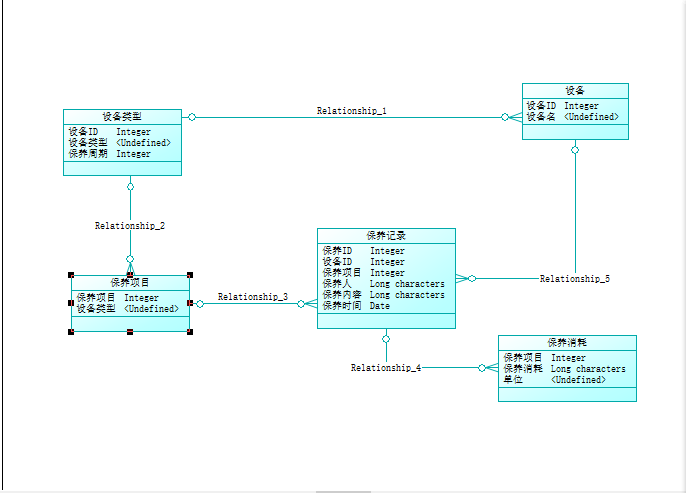 Relationship_1
设备
设备ID Integer
设备名 <Undefined>
设备类型
设备ID Integer
设备类型 <Undefined>
保养周期 Integer
Relationship_2
保养记录
保养ID Integer
设备ID Integer
保养项目 Integer
保养人 Long characters
保养内容 Long characters
保养时间 Date
Relationship_5
保养项目
保养项目 Integer
设备类型 <Undefined>
Relationship_3
保养消耗
保养项目 Integer
保养消耗 Long characters
单位 <Undefined>
Relationship_4